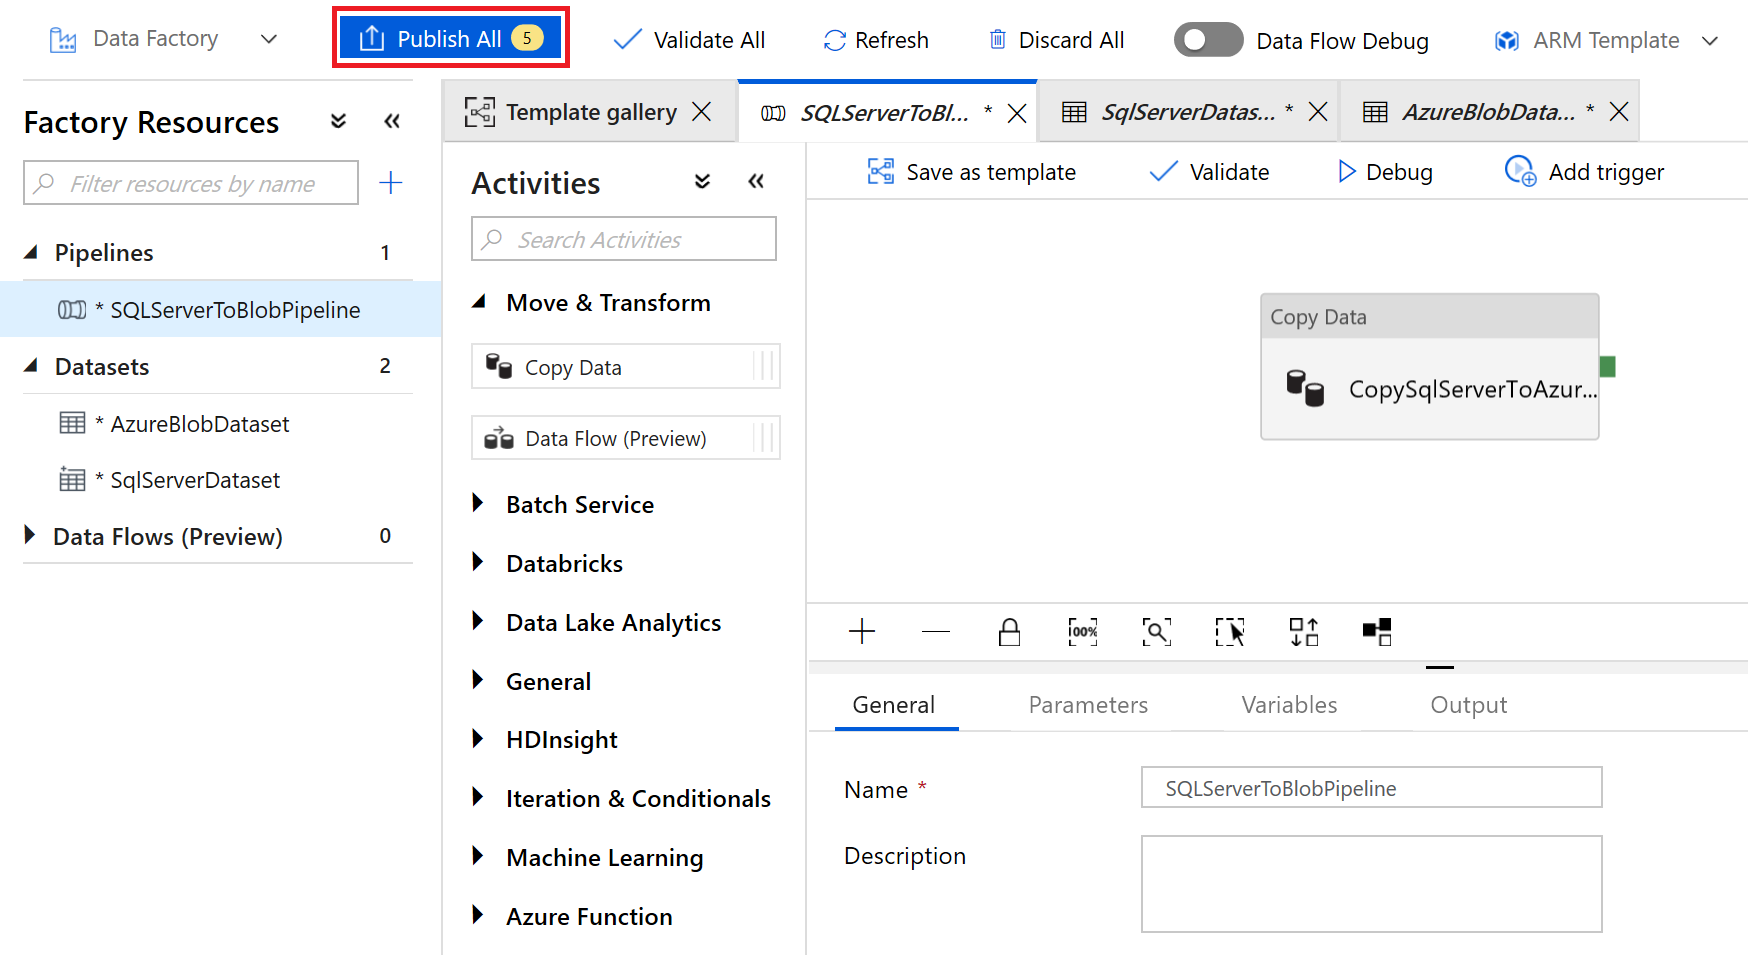 Data Factory
Publish All 5
Validate All
Refresh
Discard All
Data Flow Debug
ARM Template
Factory Resources
Filter resources by name
Pipelines 1
* SQLServerToBlobPipeline
Datasets 2
* AzureBlobDataset
* SqlServerDataset
Data Flows (Preview) 0
Template gallery
SQLServerToBl... *
SqlServerDatas... *
AzureBlobData... *
Activities
Search Activities
Move & Transform
Copy Data
Data Flow (Preview)
Batch Service
Databricks
Data Lake Analytics
General
HDInsight
Iteration & Conditionals
Machine Learning
Azure Function
Save as template
Validate
Debug
Add trigger
Copy Data
CopySqlServerToAzur...
100%
General
Parameters
Variables
Output
Name *
SQLServerToBlobPipeline
Description